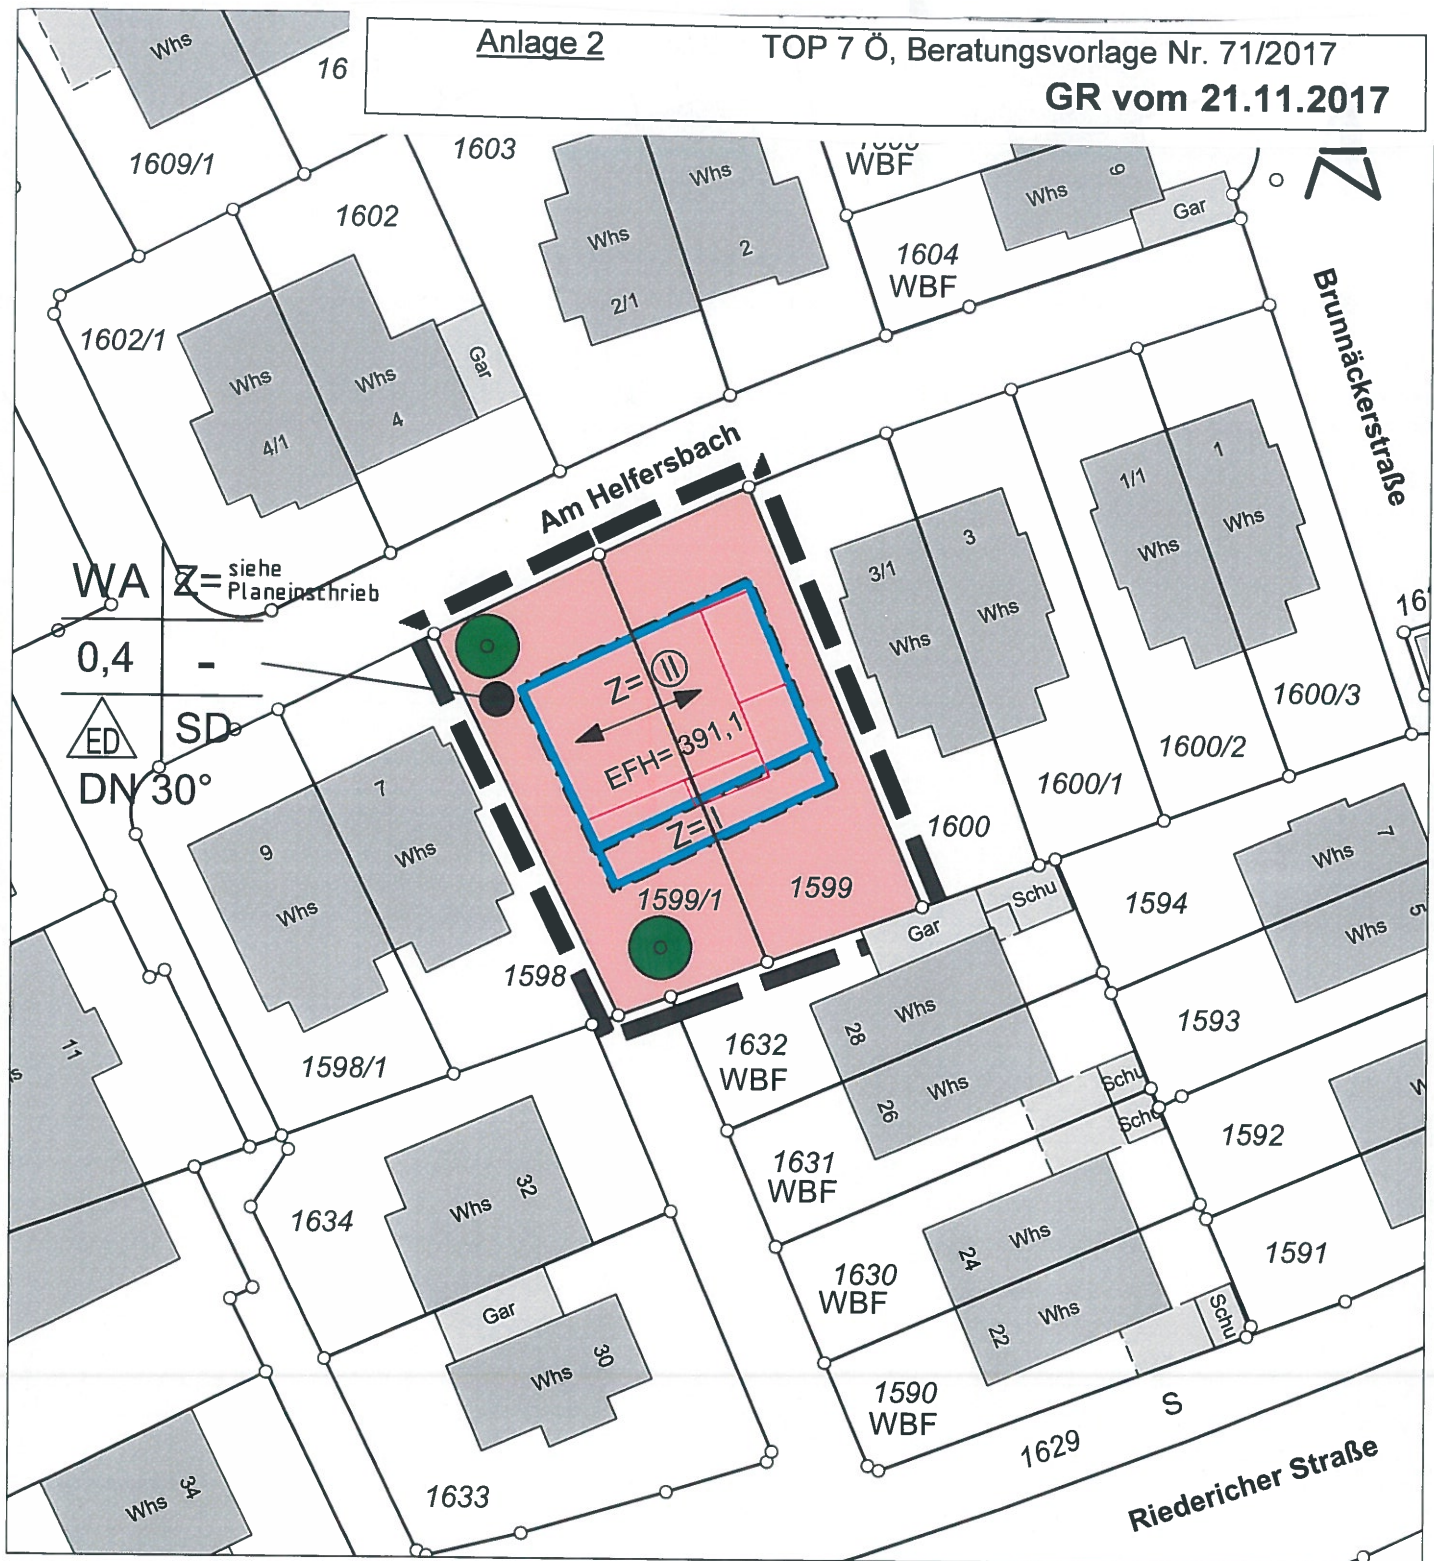 Anlage 2
TOP 7 Ö, Beratungsvorlage Nr. 71/2017
GR vom 21.11.2017
Whs
16
1609/1
1603
WBF
1602
Whs
Whs
2
2/1
Whs
9
Gar
1604
WBF
1602/1
Whs
4/1
Whs
4
Gar
Brunnäckerstraße
Am Helfersbach
3/1
Whs
3
Whs
1/1
Whs
1
Whs
WA
Z= siehe
Planeinschrieb
0,4
-
ED
SD
DN 30°
Z= II
EFH= 391,1
Z= I
1599/1
1599
1600
1600/1
1600/2
1600/3
9
Whs
7
Whs
1598
1598/1
11
Gar
Schu
1594
Whs
7
Whs
5
1593
1632
WBF
Whs
28
Whs
26
Schu
Schu
1592
1631
WBF
1634
Whs
32
Gar
Whs
30
1630
WBF
Whs
24
Whs
22
Schu
1591
1590
WBF
S
1629
Riedericher Straße
1633
Whs
34